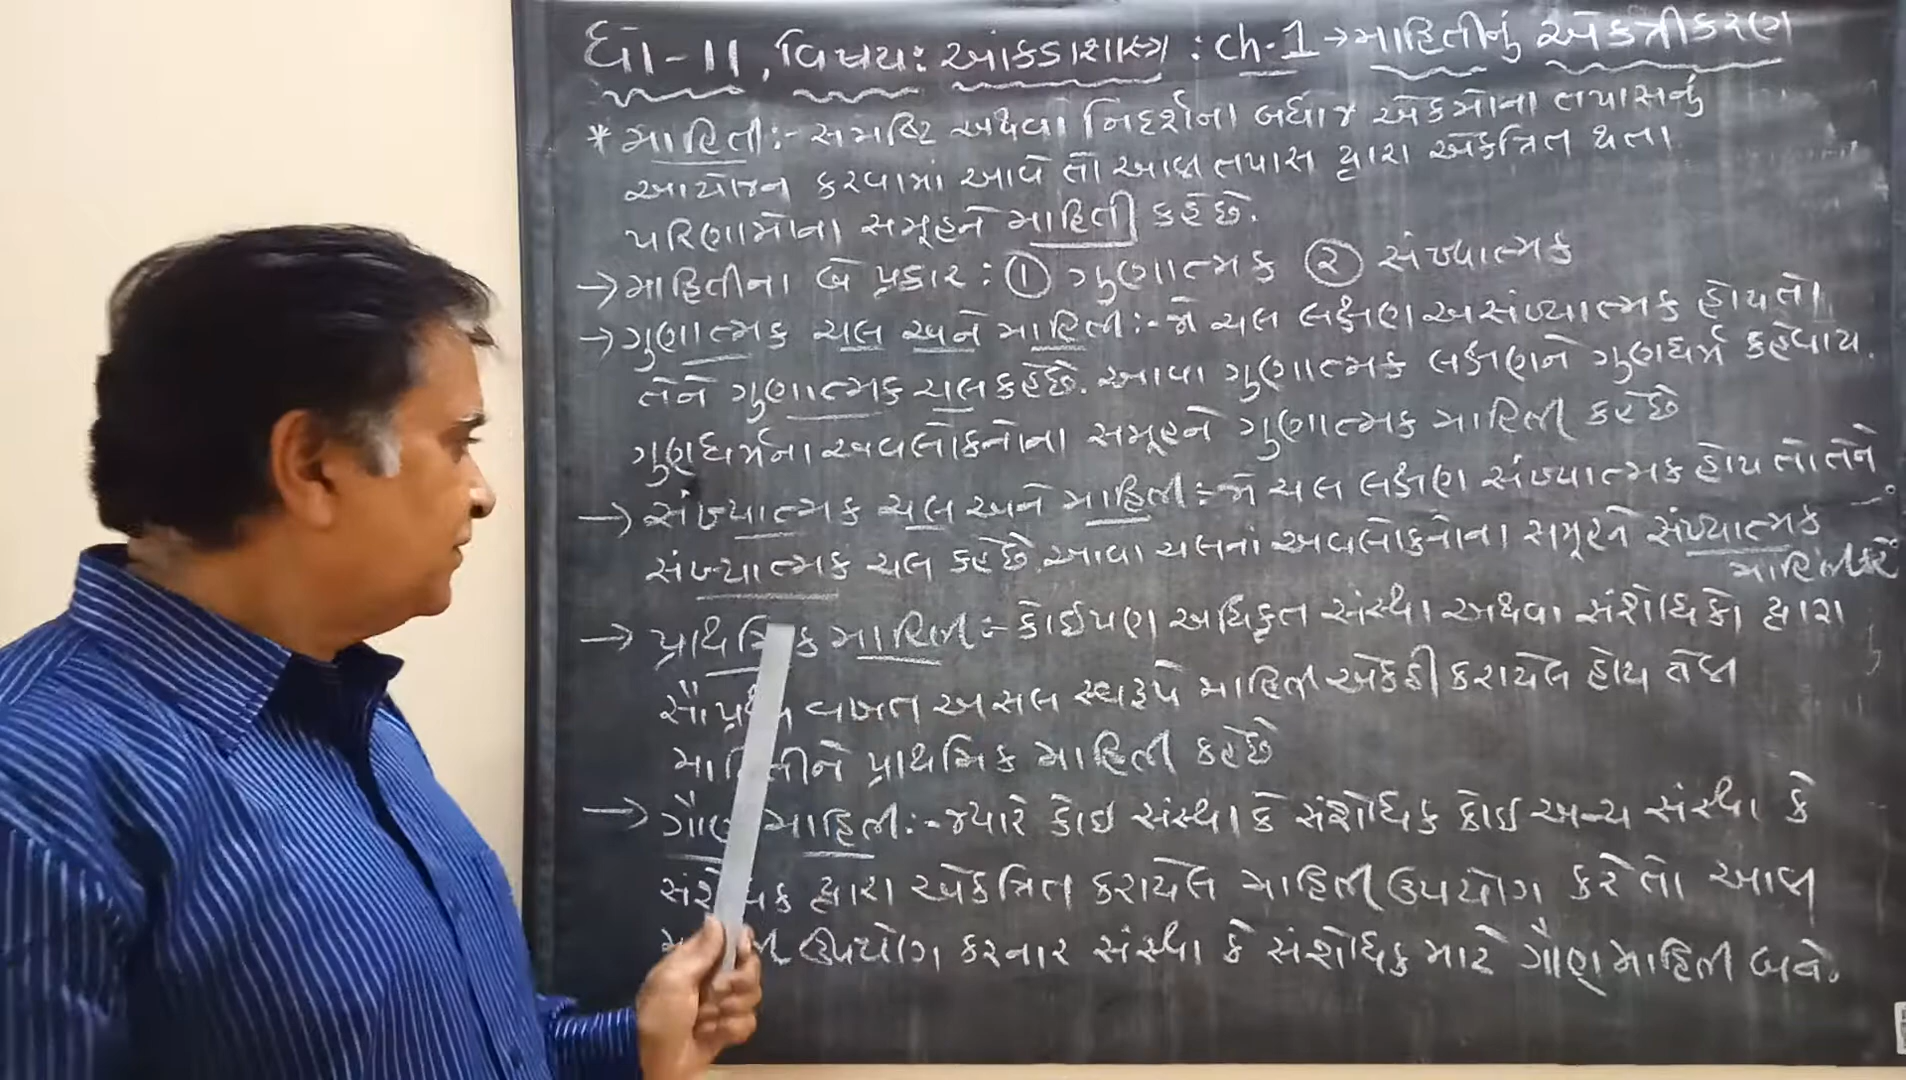 ધો-11, વિષય: આંકડાશાસ્ત્ર : ch-1 → માહિતીનું એકત્રીકરણ
* માહિતી:- સમષ્ટિ અથવા નિદર્શના બધાજ એકમોના તપાસનું
આયોજન કરવામાં આવે તો આવી તપાસ દ્વારા એકત્રિત થતા
પરિણામોના સમૂહને માહિતી કહે છે.
→ માહિતીના બે પ્રકાર : ① ગુણાત્મક ② સંખ્યાત્મક
→ ગુણાત્મક ચલ અને માહિતી:- જે ચલ લક્ષણ અસંખ્યાત્મક હોય તો
તેને ગુણાત્મક ચલ કહે છે. આવા ગુણાત્મક લક્ષણને ગુણધર્મ કહેવાય.
ગુણધર્મના અવલોકનોના સમૂહને ગુણાત્મક માહિતી કહે છે
→ સંખ્યાત્મક ચલ અને માહિતી:- જે ચલ લક્ષણ સંખ્યાત્મક હોય તો તેને
સંખ્યાત્મક ચલ કહે છે. આવા ચલનાં અવલોકનોના સમૂહને સંખ્યાત્મક
માહિતી કહે
→ પ્રાથમિક માહિતી:- કોઈપણ અધિકૃત સંસ્થા અથવા સંશોધકો દ્વારા
સૌપ્રથમ વખત અસલ સ્વરૂપે માહિતી એકઠી કરાયેલ હોય તેવી
માહિતીને પ્રાથમિક માહિતી કહે છે
→ ગૌણ માહિતી:- જ્યારે કોઇ સંસ્થા કે સંશોધક કોઇ અન્ય સંસ્થા કે
સંશોધક દ્વારા એકત્રિત કરાયેલ માહિતી ઉપયોગ કરે તો આવી
ઉપયોગ કરનાર સંસ્થા કે સંશોધક માટે ગૌણ માહિતી બને.